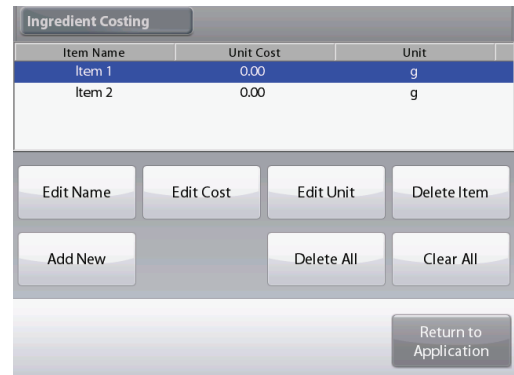 Ingredient Costing
Item Name Unit Cost Unit
Item 1 0.00 g
Item 2 0.00 g
Edit Name Edit Cost Edit Unit Delete Item
Add New Delete All Clear All
Return to
Application